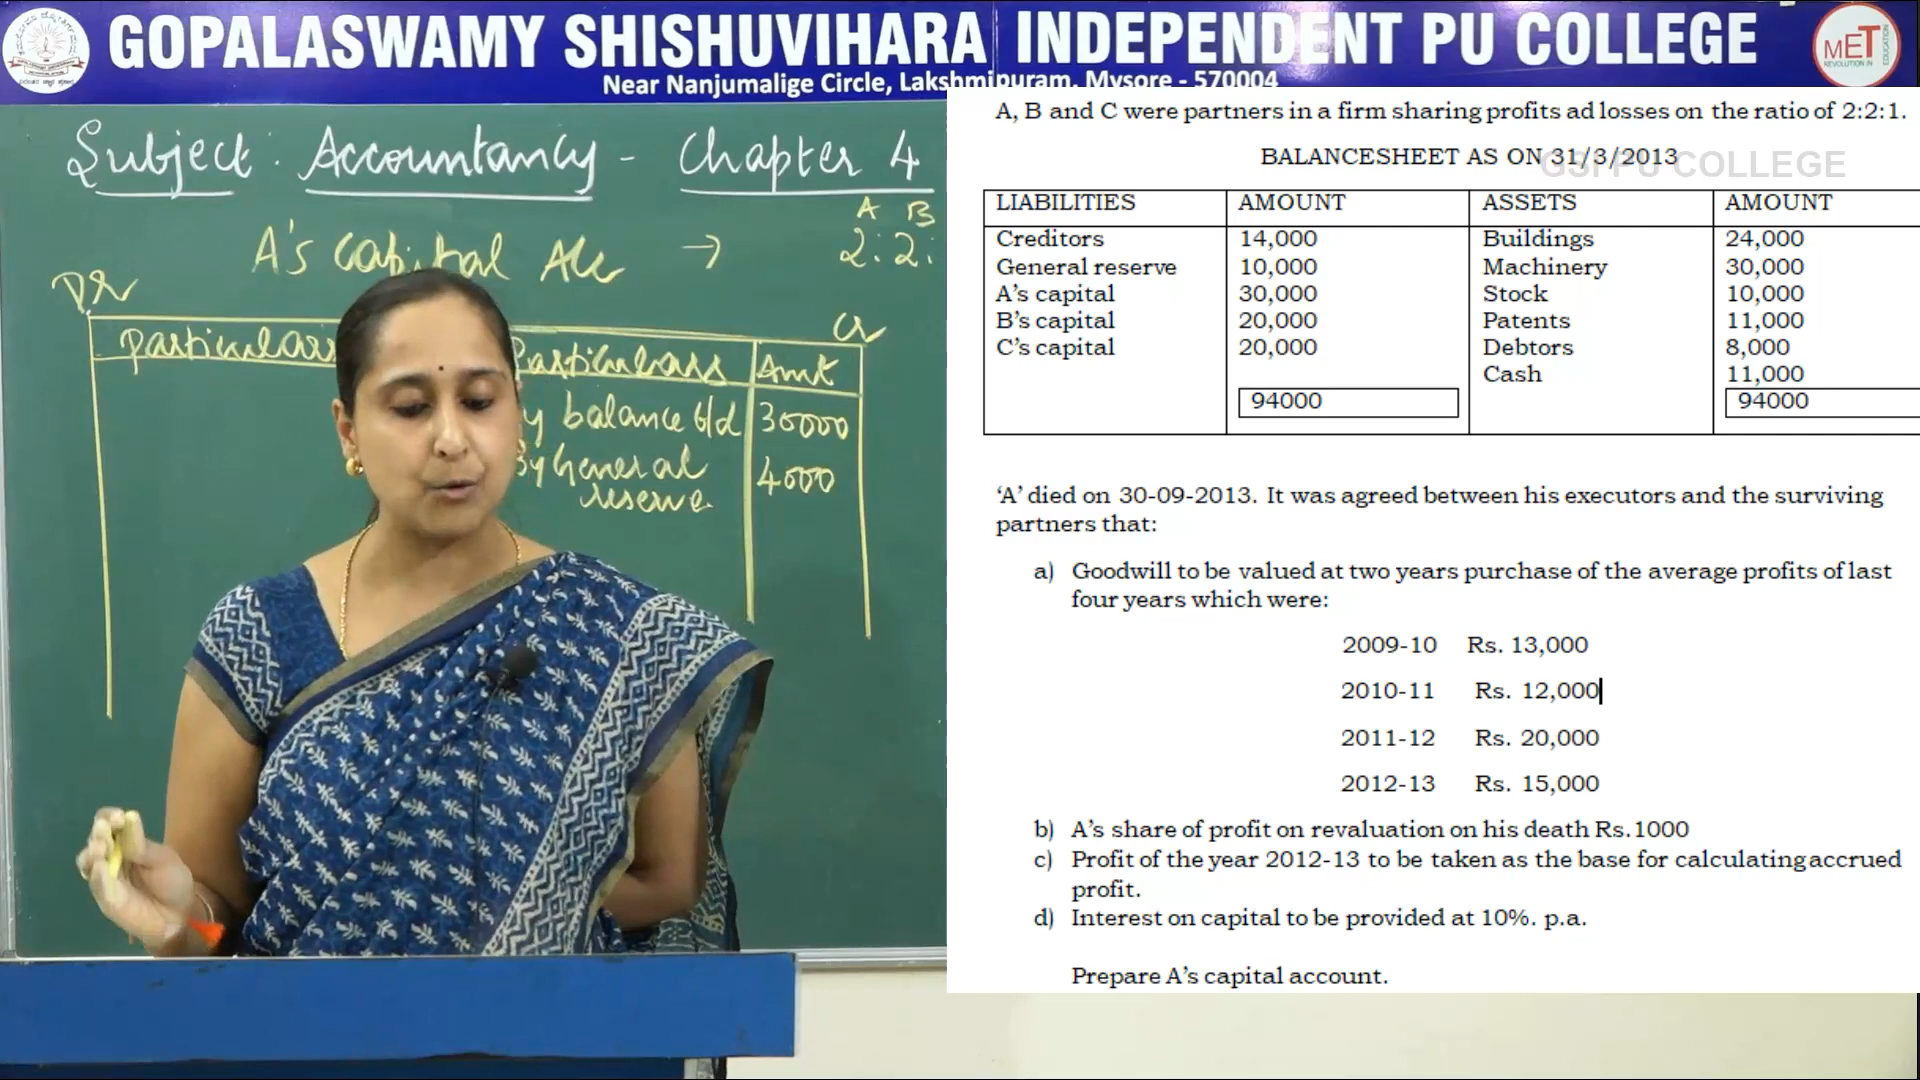 GOPALASWAMY SHISHUVIHARA INDEPENDENT PU COLLEGE
Near Nanjumalige Circle, Lakshmipuram, Mysore - 570004
MET
REVOLUTION IN EDUCATION
Subject: Accountancy - Chapter 4
A B
A's capital A/c → 2:2:
Dr
Cr
particulars
Particulars Amt
y balance b/d 30000
By General 4000
reserve.
A, B and C were partners in a firm sharing profits ad losses on the ratio of 2:2:1.
BALANCESHEET AS ON 31/3/2013
GSI PU COLLEGE
LIABILITIES AMOUNT ASSETS AMOUNT
Creditors 14,000 Buildings 24,000
General reserve 10,000 Machinery 30,000
A’s capital 30,000 Stock 10,000
B’s capital 20,000 Patents 11,000
C’s capital 20,000 Debtors 8,000
Cash 11,000
94000 94000
‘A’ died on 30-09-2013. It was agreed between his executors and the surviving
partners that:
a) Goodwill to be valued at two years purchase of the average profits of last
four years which were:
2009-10 Rs. 13,000
2010-11 Rs. 12,000
2011-12 Rs. 20,000
2012-13 Rs. 15,000
b) A’s share of profit on revaluation on his death Rs.1000
c) Profit of the year 2012-13 to be taken as the base for calculating accrued
profit.
d) Interest on capital to be provided at 10%. p.a.
Prepare A’s capital account.